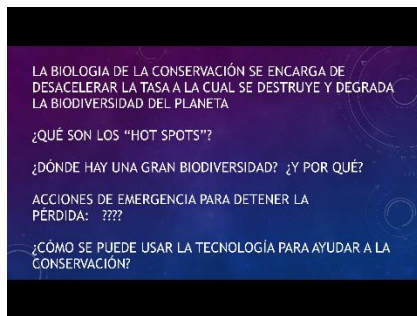 LA BIOLOGIA DE LA CONSERVACIÓN SE ENCARGA DE
DESACELERAR LA TASA A LA CUAL SE DESTRUYE Y DEGRADA
LA BIODIVERSIDAD DEL PLANETA
¿QUÉ SON LOS “HOT SPOTS”?
¿DÓNDE HAY UNA GRAN BIODIVERSIDAD? ¿Y POR QUÉ?
ACCIONES DE EMERGENCIA PARA DETENER LA
PÉRDIDA: ????
¿CÓMO SE PUEDE USAR LA TECNOLOGÍA PARA AYUDAR A LA
CONSERVACIÓN?